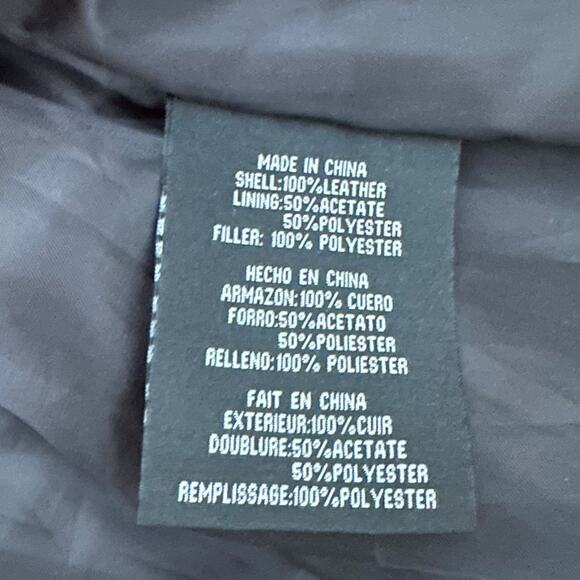 MADE IN CHINA
SHELL:100%LEATHER
LINING:50%ACETATE
50%POLYESTER
FILLER: 100% POLYESTER
HECHO EN CHINA
ARMAZON:100% CUERO
FORRO:50%ACETATO
50%POLIESTER
RELLENO:100% POLIESTER
FAIT EN CHINA
EXTERIEUR:100%CUIR
DOUBLURE:50%ACETATE
50%POLYESTER
REMPLISSAGE:100%POLYESTER